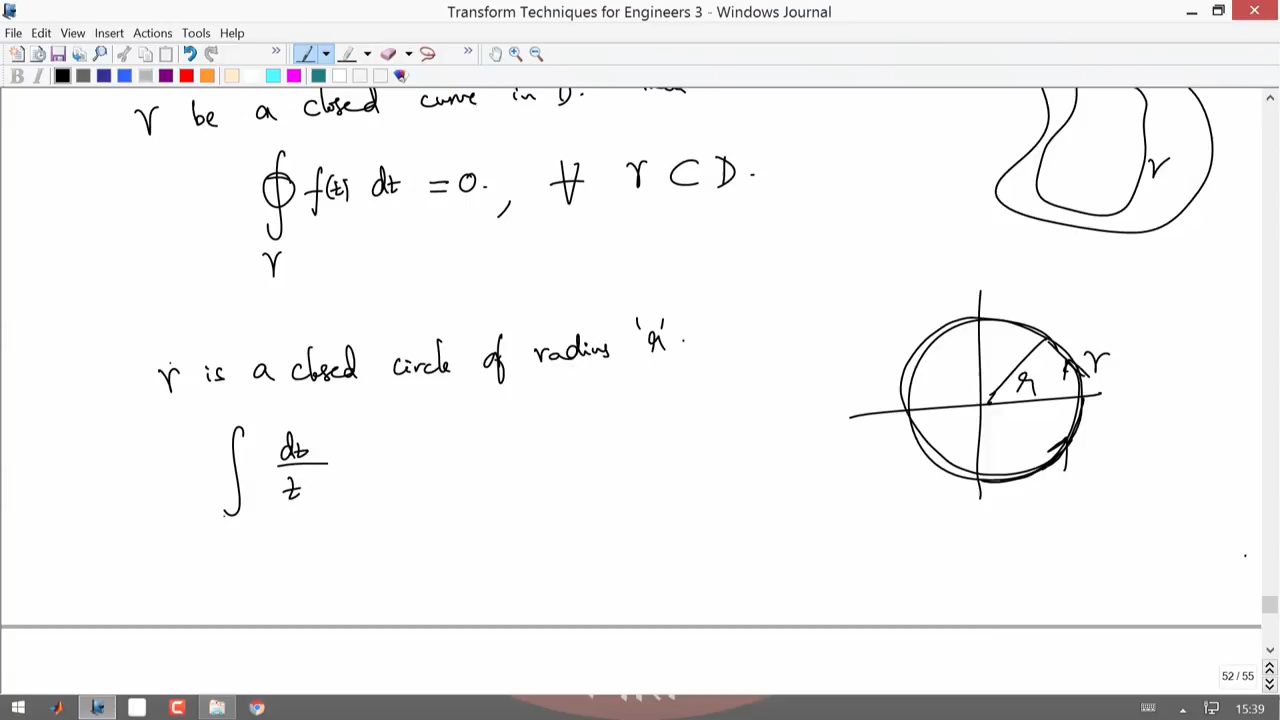 Transform Techniques for Engineers 3 - Windows Journal
File Edit View Insert Actions Tools Help
γ be a closed curve in D.
∮ f(z) dz = 0. , ∀ γ ⊂ D.
γ
γ
γ is a closed circle of radius 'r'.
γ
r
∫ dz/z
52 / 55
15:39